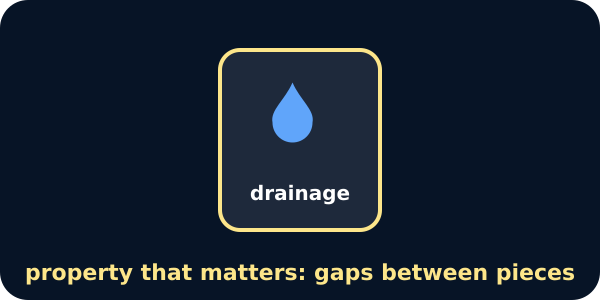 drainage
property that matters: gaps between pieces